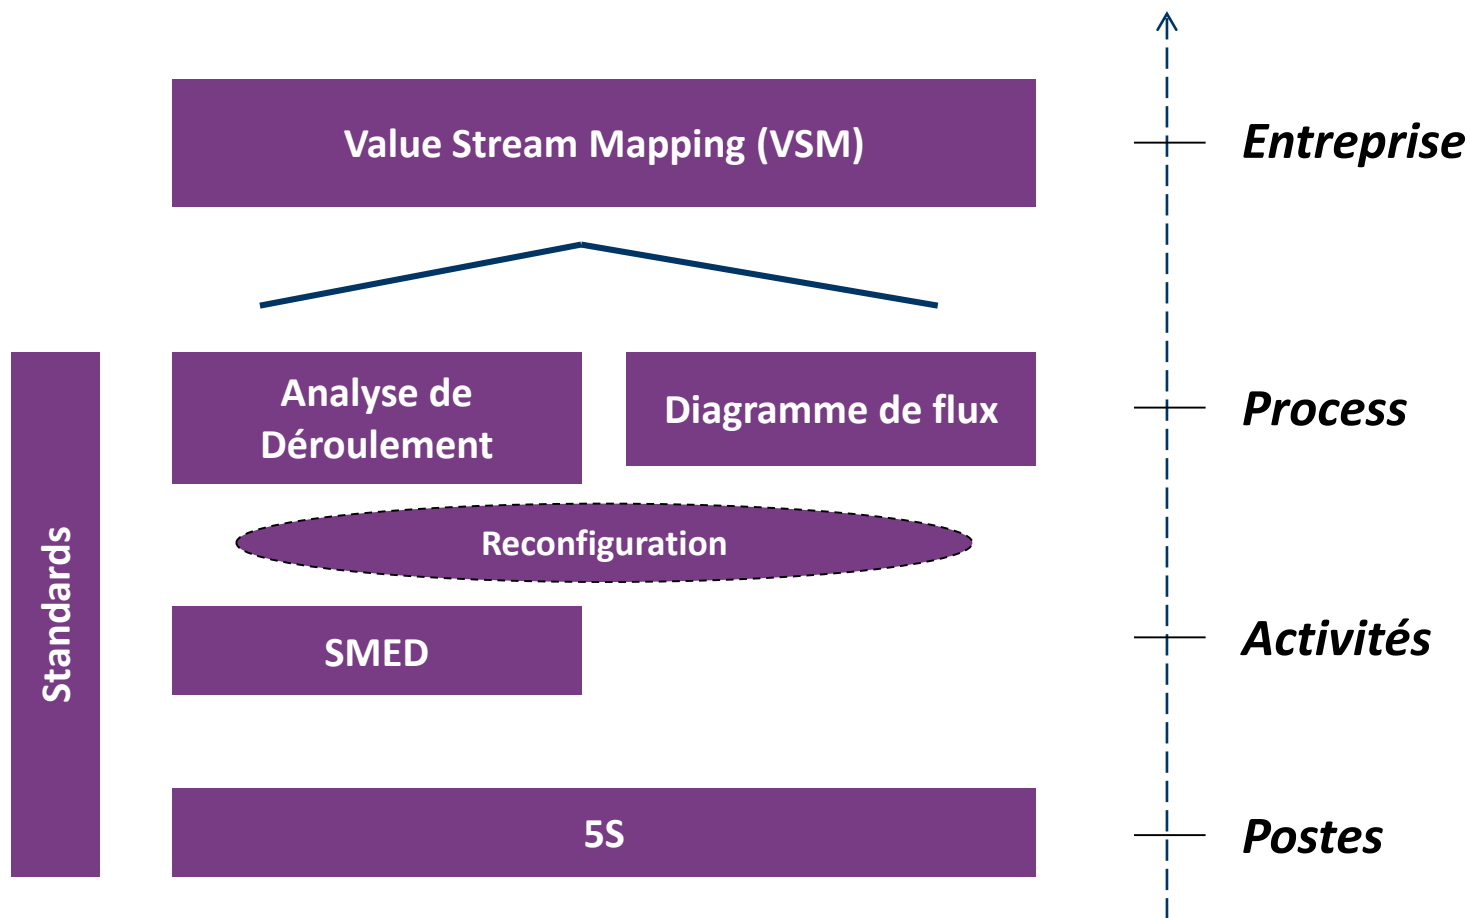 Value Stream Mapping (VSM)
Entreprise
Analyse de
Déroulement
Diagramme de flux
Process
Reconfiguration
Standards
SMED
Activités
5S
Postes